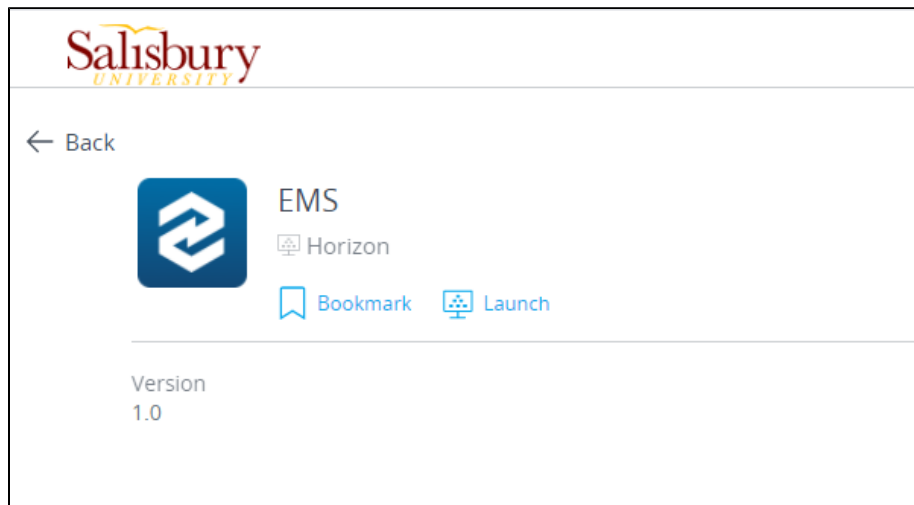 Salisbury
UNIVERSITY
Back
EMS
Horizon
Bookmark Launch
Version
1.0